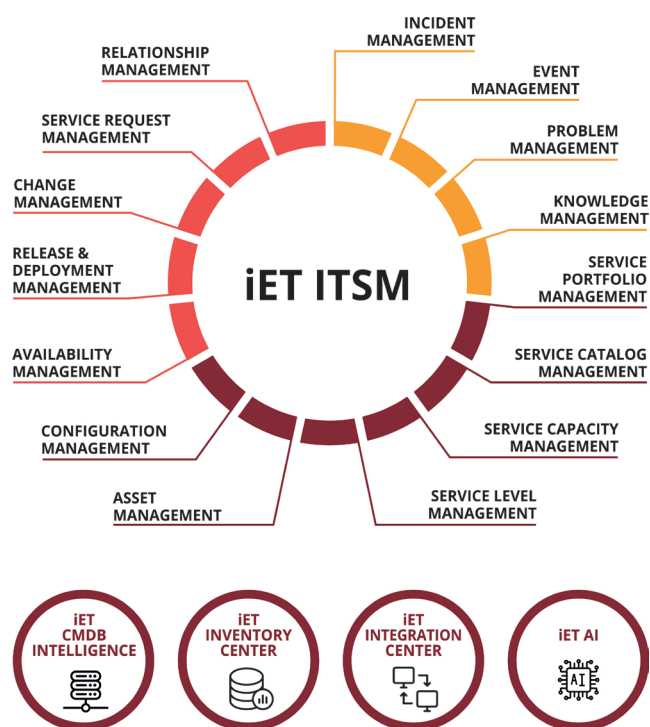 INCIDENT
MANAGEMENT
EVENT
MANAGEMENT
PROBLEM
MANAGEMENT
KNOWLEDGE
MANAGEMENT
SERVICE
PORTFOLIO
MANAGEMENT
SERVICE CATALOG
MANAGEMENT
SERVICE CAPACITY
MANAGEMENT
SERVICE LEVEL
MANAGEMENT
ASSET
MANAGEMENT
CONFIGURATION
MANAGEMENT
AVAILABILITY
MANAGEMENT
RELEASE &
DEPLOYMENT
MANAGEMENT
CHANGE
MANAGEMENT
SERVICE REQUEST
MANAGEMENT
RELATIONSHIP
MANAGEMENT
iET ITSM
iET
CMDB
INTELLIGENCE
iET
INVENTORY
CENTER
iET
INTEGRATION
CENTER
iET AI
AI